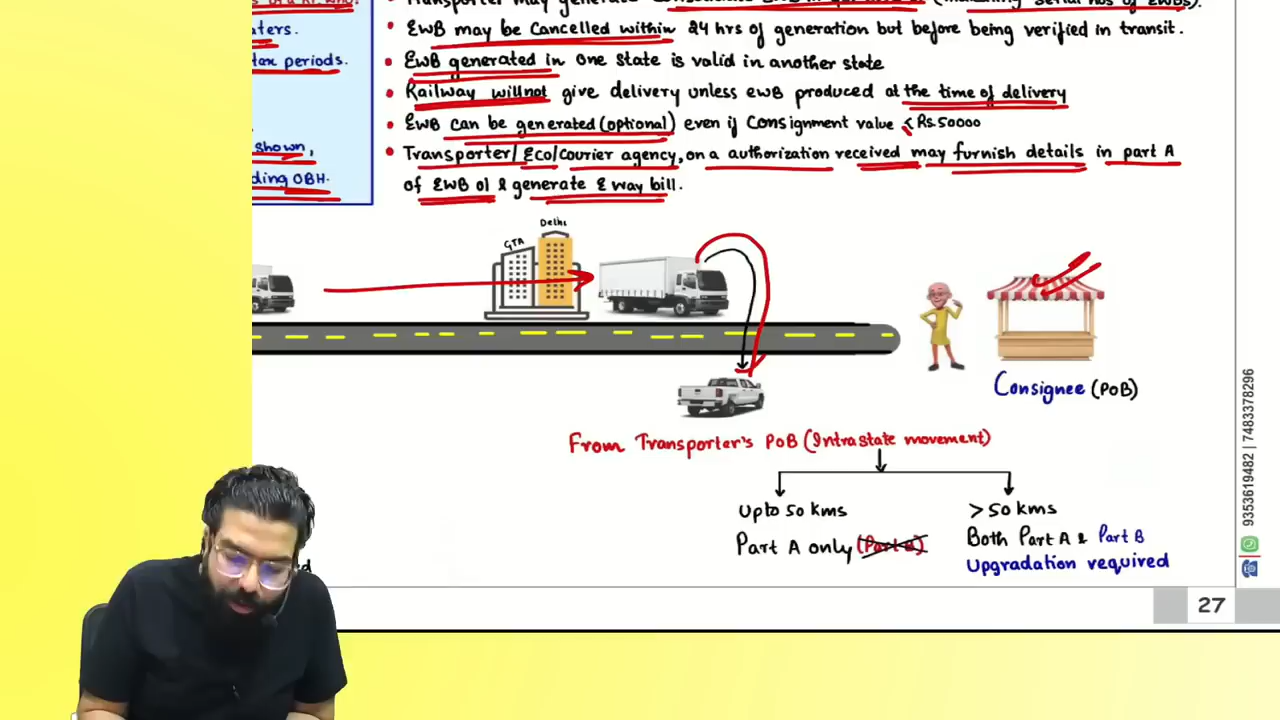 Transporter may generate
EWB may be Cancelled within 24 hrs of generation but before being verified in transit.
aters.
EWB generated in one state is valid in another state
tax periods.
Railway will not give delivery unless ewB produced at the time of delivery
EWB can be generated (optional) even if Consignment value < Rs.50000
shown,
Transporter/ Eco/Courier agency, on a authorization received may furnish details in part A
ding OBH.
of EWB 01 & generate E way bill.
Delhi
GTA
Consignee (PoB)
From Transporter's PoB (Intrastate movement)
Upto 50 kms
> 50 kms
Part A only (Part B)
Both Part A & Part B
Upgradation required
9353619482 | 7483378296
27